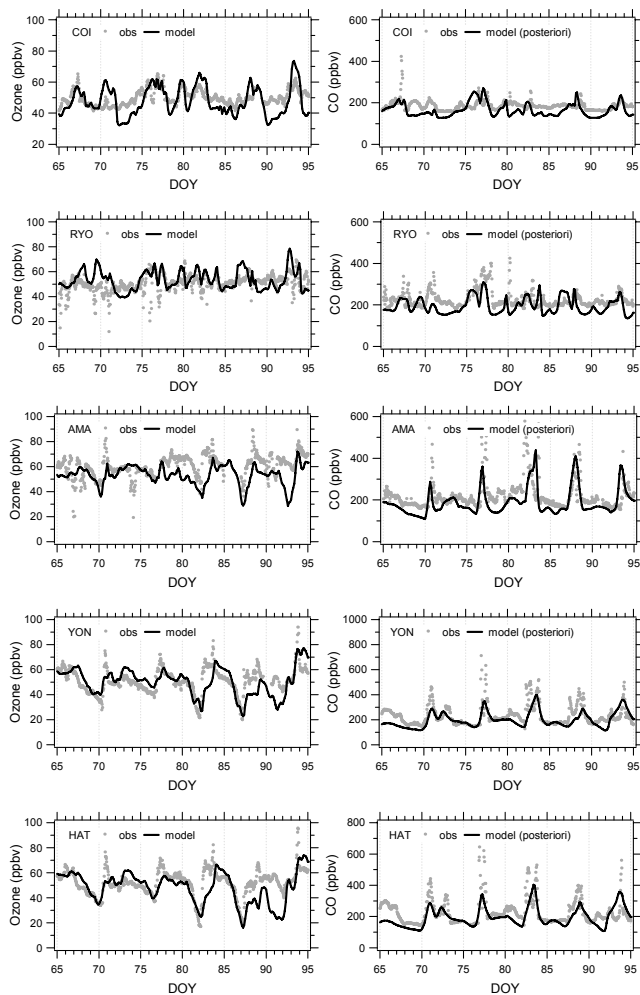 Ozone (ppbv)
100
80
60
40
20
COI obs model
65 70 75 80 85 90 95
DOY
CO (ppbv)
600
400
200
0
COI obs model (posteriori)
65 70 75 80 85 90 95
DOY
Ozone (ppbv)
100
80
60
40
20
0
RYO obs model
65 70 75 80 85 90 95
DOY
CO (ppbv)
600
400
200
0
RYO obs model (posteriori)
65 70 75 80 85 90 95
DOY
Ozone (ppbv)
100
80
60
40
20
0
AMA obs model
65 70 75 80 85 90 95
DOY
CO (ppbv)
600
400
200
0
AMA obs model (posteriori)
65 70 75 80 85 90 95
DOY
Ozone (ppbv)
100
80
60
40
20
0
YON obs model
65 70 75 80 85 90 95
DOY
CO (ppbv)
1000
800
600
400
200
0
YON obs model (posteriori)
65 70 75 80 85 90 95
DOY
Ozone (ppbv)
100
80
60
40
20
0
HAT obs model
65 70 75 80 85 90 95
DOY
CO (ppbv)
800
600
400
200
0
HAT obs model (posteriori)
65 70 75 80 85 90 95
DOY